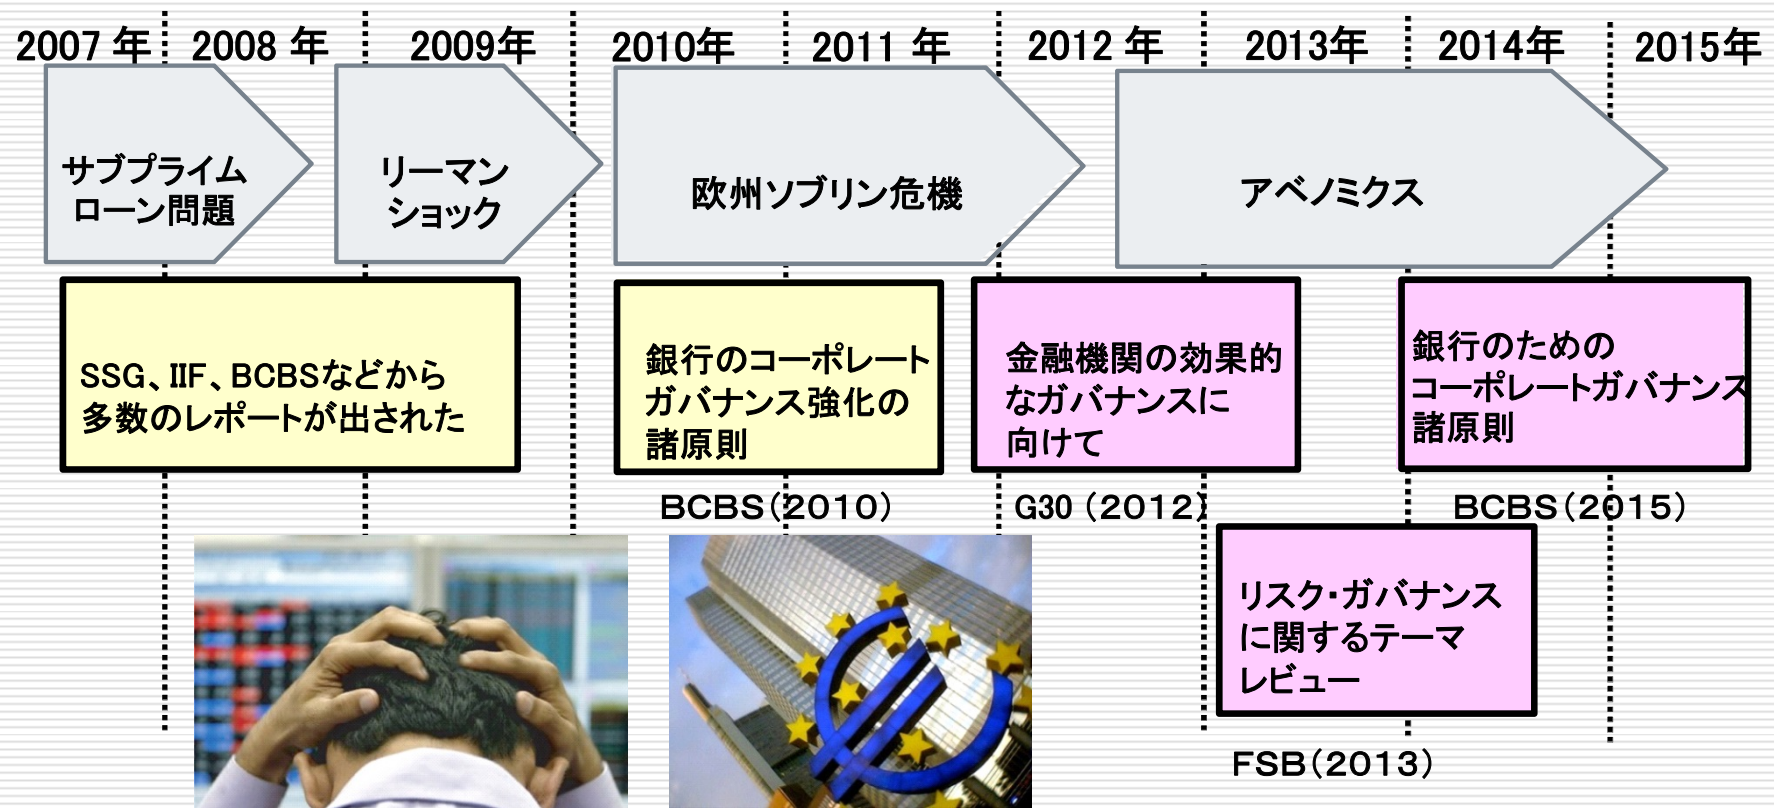 2007 年 2008 年 2009年 2010年 2011 年 2012 年 2013年 2014年 2015年
サブプライム
ローン問題
リーマン
ショック
欧州ソブリン危機
アベノミクス
SSG、IIF、BCBSなどから
多数のレポートが出された
銀行のコーポレート
ガバナンス強化の
諸原則
BCBS（2010）
金融機関の効果的
なガバナンスに
向けて
G30（2012）
銀行のための
コーポレートガバナンス
諸原則
BCBS（2015）
リスク・ガバナンス
に関するテーマ
レビュー
FSB（2013）